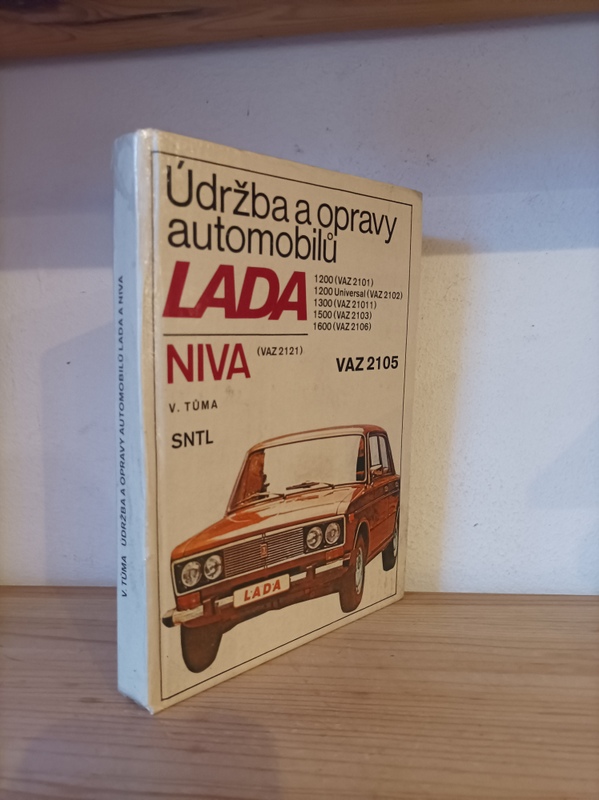 Údržba a opravy
automobilů
LADA
1200 (VAZ 2101)
1200 Universal (VAZ 2102)
1300 (VAZ 21011)
1500 (VAZ 2103)
1600 (VAZ 2106)
NIVA
(VAZ 2121)
VAZ 2105
V. TŮMA
SNTL
LADA
V. TŮMA ÚDRŽBA A OPRAVY AUTOMOBILŮ LADA A NIVA